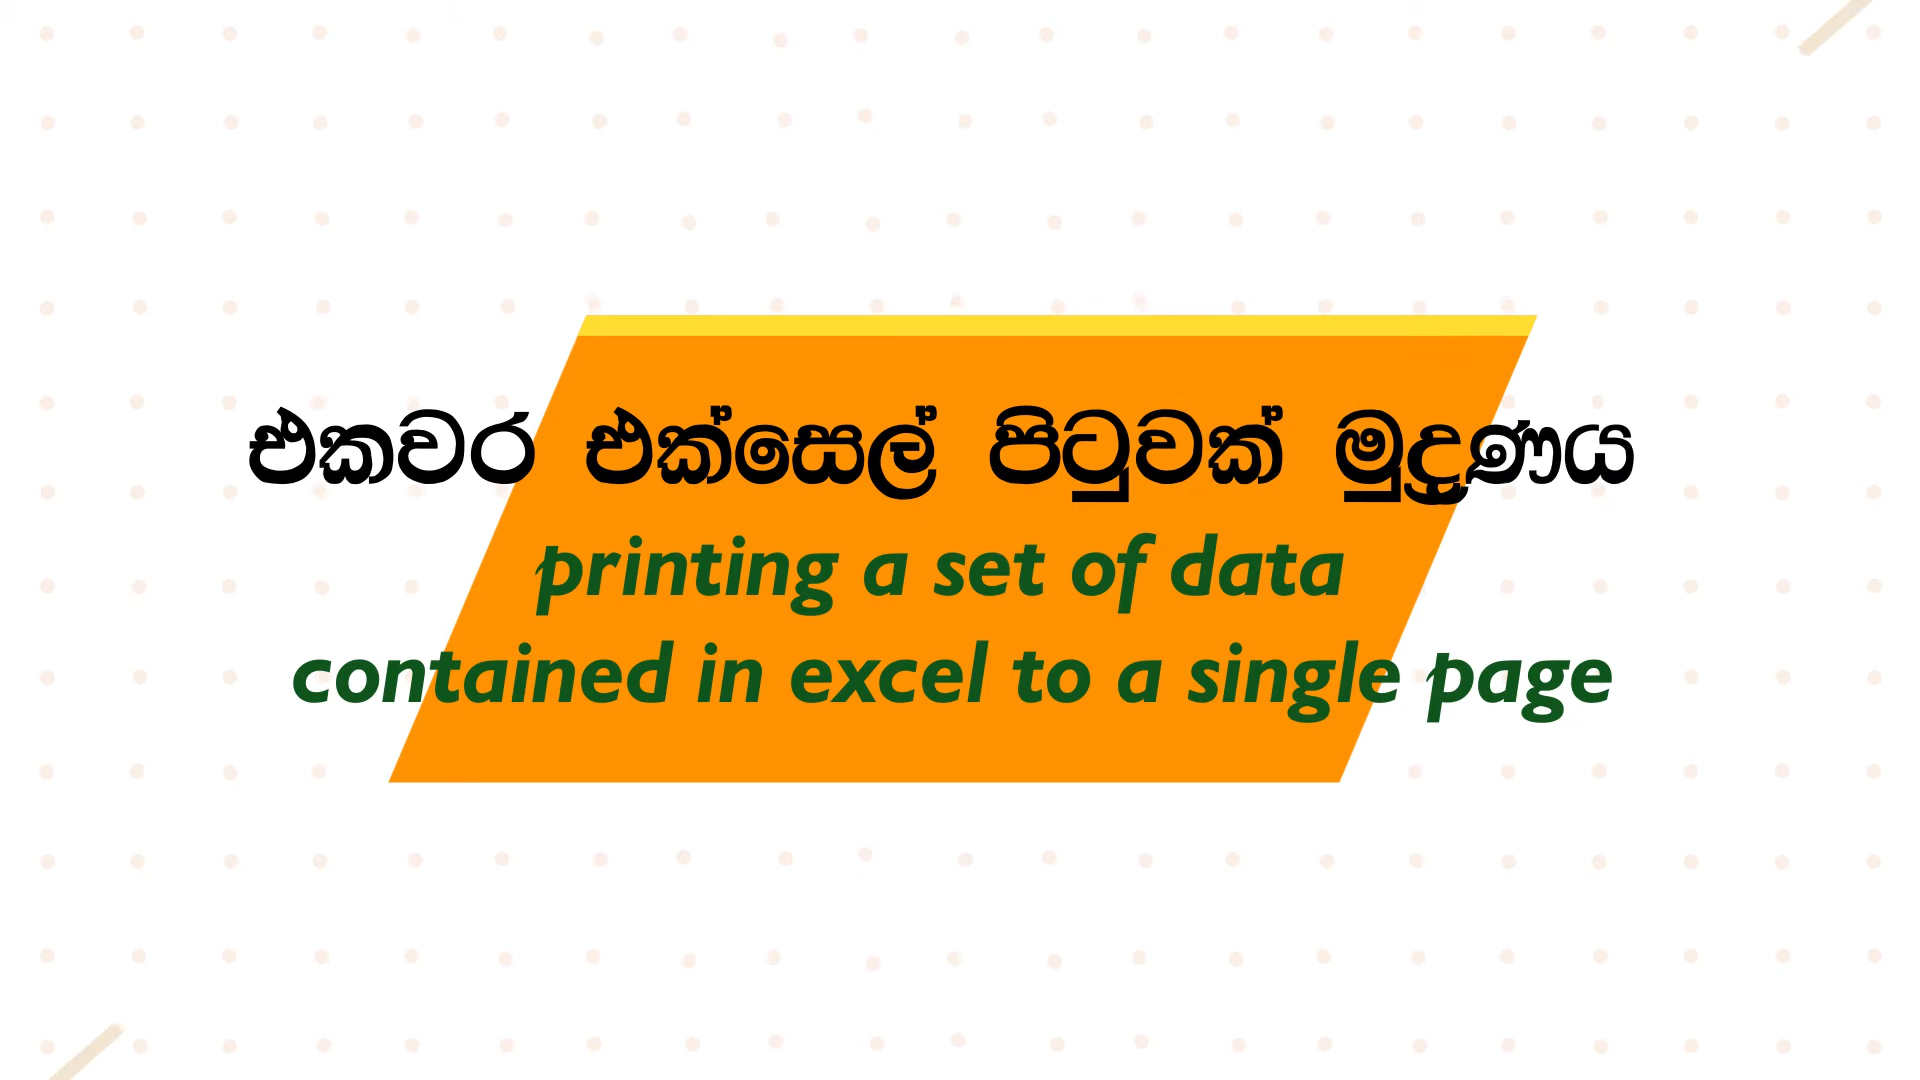 එකවර එක්සෙල් පිටුවක් මුද්‍රණය
printing a set of data
contained in excel to a single page